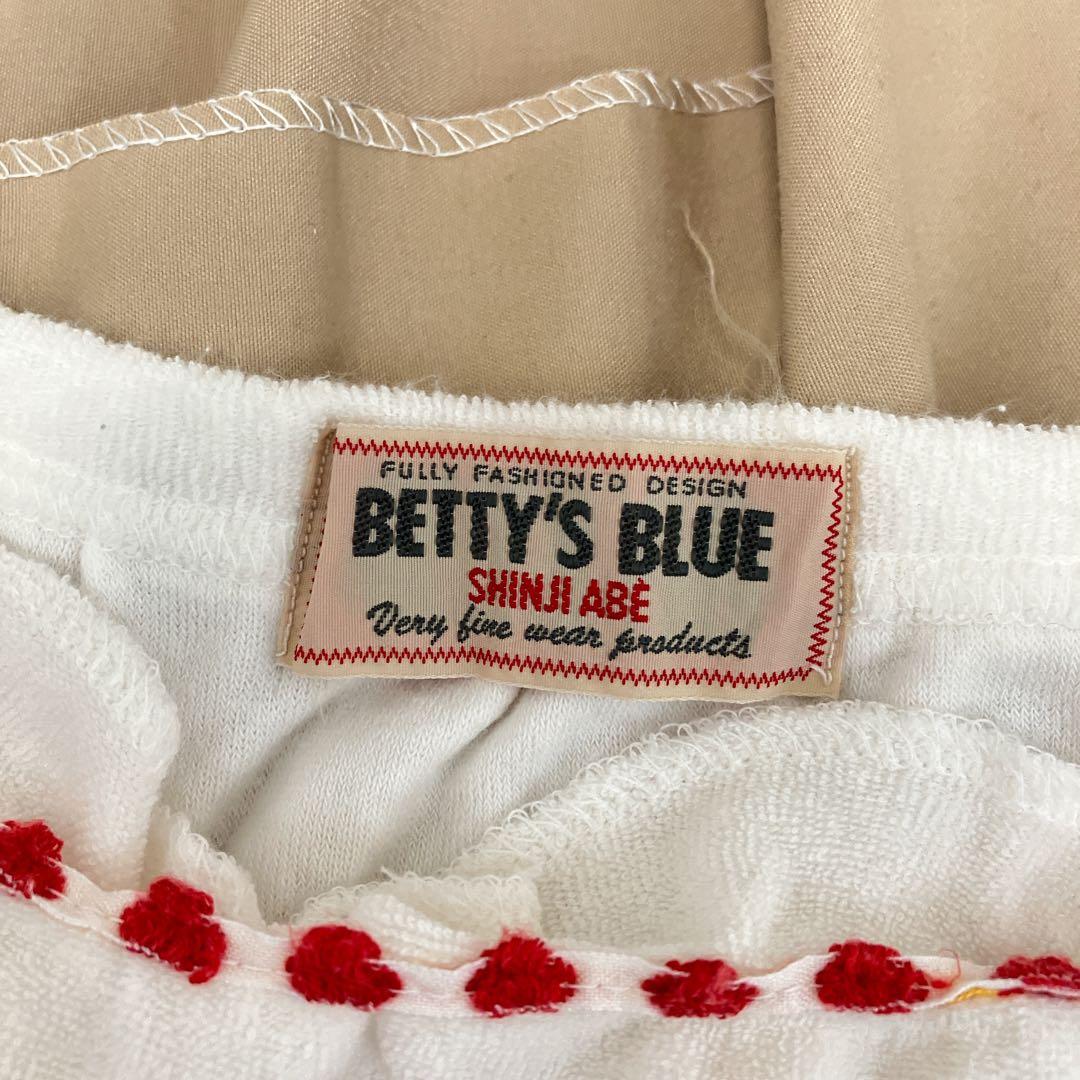 FULLY FASHIONED DESIGN
BETTY'S BLUE
SHINJI ABÈ
Very fine wear products